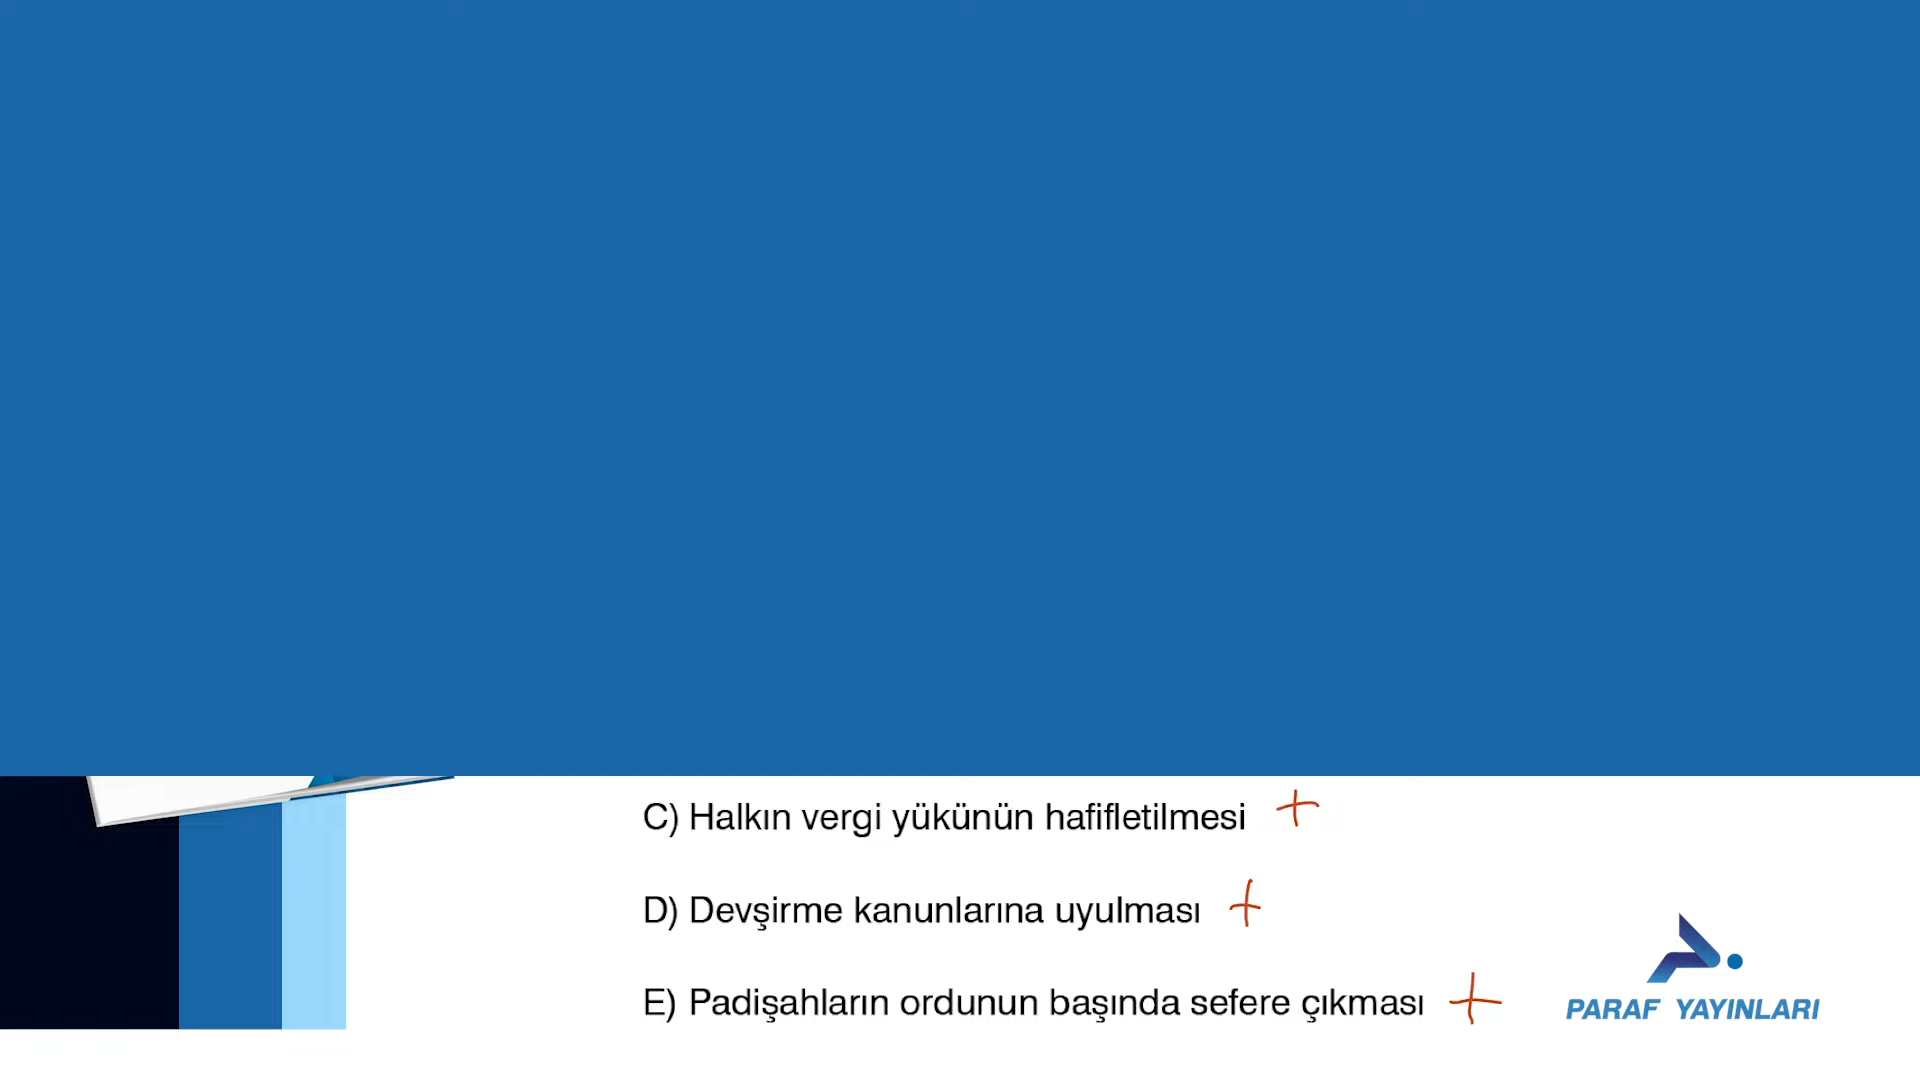 C) Halkın vergi yükünün hafifletilmesi +
D) Devşirme kanunlarına uyulması +
E) Padişahların ordunun başında sefere çıkması +
PARAF YAYINLARI